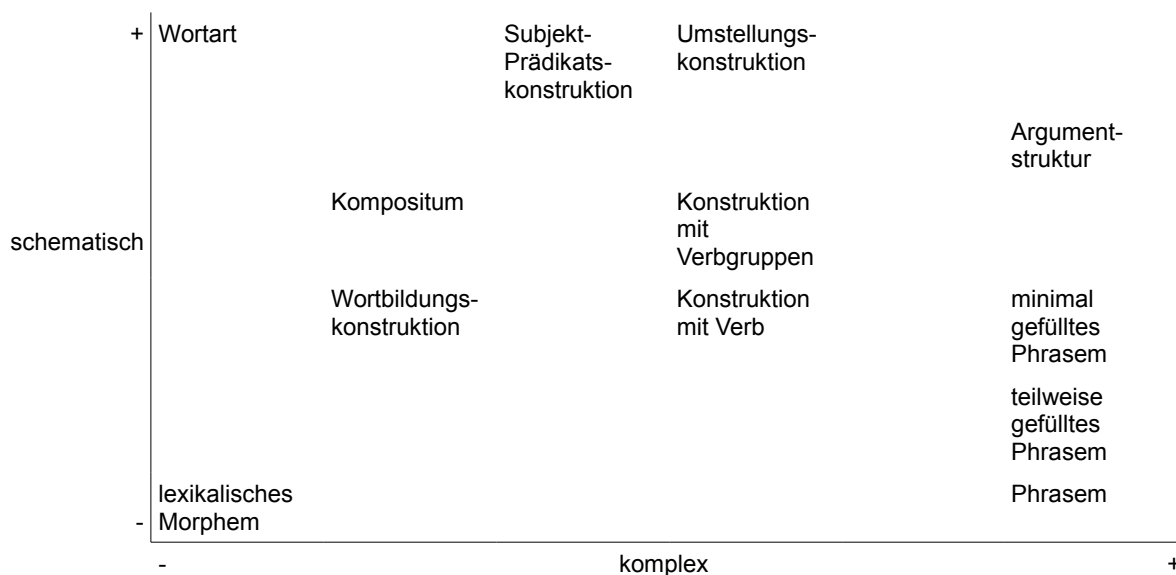 +
Wortart
Subjekt-
Prädikats-
konstruktion
Umstellungs-
konstruktion
Argument-
struktur
schematisch
Kompositum
Konstruktion
mit
Verbgruppen
Wortbildungs-
konstruktion
Konstruktion
mit Verb
minimal
gefülltes
Phrasem
teilweise
gefülltes
Phrasem
-
lexikalisches
Morphem
Phrasem
-
komplex
+